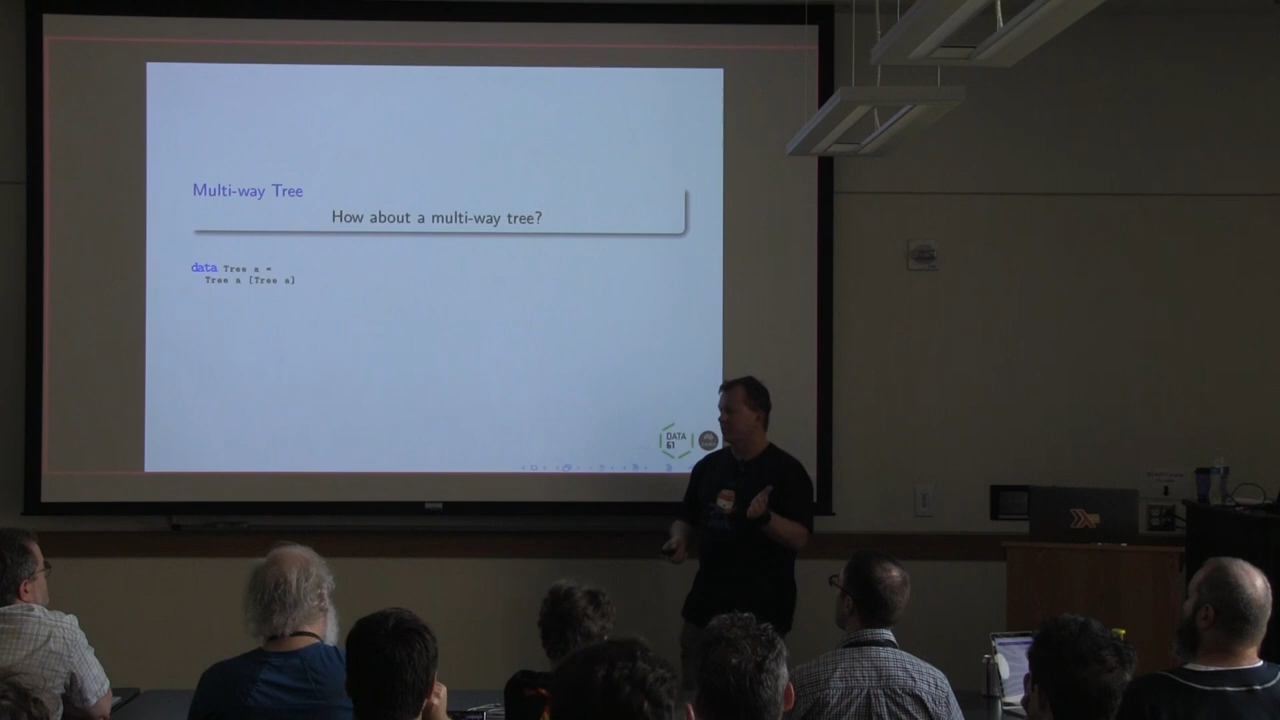 Multi-way Tree
How about a multi-way tree?
data Tree a =
Tree a [Tree a]
DATA
61